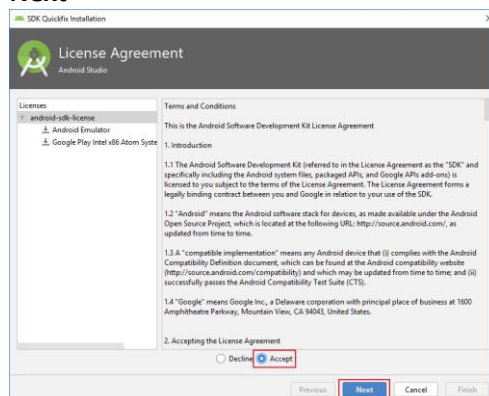 Next
SDK Quickfix Installation
License Agreement
Android Studio
Licenses
android-sdk-license
Android Emulator
Google Play Intel x86 Atom Syste
Terms and Conditions
This is the Android Software Development Kit License Agreement
1. Introduction
1.1 The Android Software Development Kit (referred to in the License Agreement as the "SDK" and
specifically including the Android system files, packaged APIs, and Google APIs add-ons) is
licensed to you subject to the terms of the License Agreement. The License Agreement forms a
legally binding contract between you and Google in relation to your use of the SDK.
1.2 "Android" means the Android software stack for devices, as made available under the Android
Open Source Project, which is located at the following URL: http://source.android.com/, as
updated from time to time.
1.3 A "compatible implementation" means any Android device that (i) complies with the Android
Compatibility Definition document, which can be found at the Android compatibility website
(http://source.android.com/compatibility) and which may be updated from time to time; and (ii)
successfully passes the Android Compatibility Test Suite (CTS).
1.4 "Google" means Google Inc., a Delaware corporation with principal place of business at 1600
Amphitheatre Parkway, Mountain View, CA 94043, United States.
2. Accepting the License Agreement
Decline Accept
Previous Next Cancel Finish